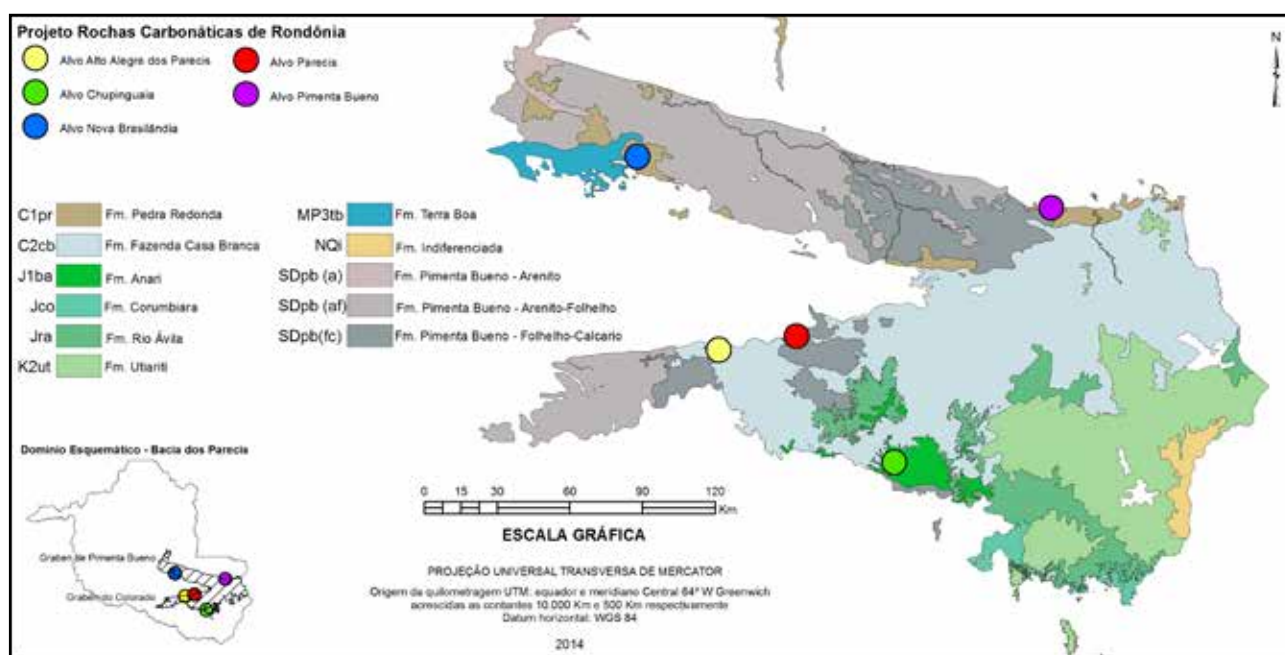 Projeto Rochas Carbonáticas de Rondônia
Alvo Alto Alegre dos Parecis
Alvo Parecis
Alvo Chupinguaia
Alvo Pimenta Bueno
Alvo Nova Brasilândia
N
C1pr Fm. Pedra Redonda
MP3tb Fm. Terra Boa
C2cb Fm. Fazenda Casa Branca
NQi Fm. Indiferenciada
J1ba Fm. Anari
SDpb (a) Fm. Pimenta Bueno - Arenito
Jco Fm. Corumbiara
SDpb (af) Fm. Pimenta Bueno - Arenito-Folhelho
Jra Fm. Rio Ávila
SDpb(fc) Fm. Pimenta Bueno - Folhelho-Calcario
K2ut Fm. Utiariti
Dominio Esquemático - Bacia dos Parecis
Graben de Pimenta Bueno
Graben do Colorado
0 15 30 60 90 120
Km
ESCALA GRÁFICA
PROJEÇÃO UNIVERSAL TRANSVERSA DE MERCATOR
Origem da quilometragem UTM: equador e meridiano Central 64° W Greenwich
acrescidas as contantes 10.000 Km e 500 Km respectivamente
Datum horizontal: WGS 84
2014